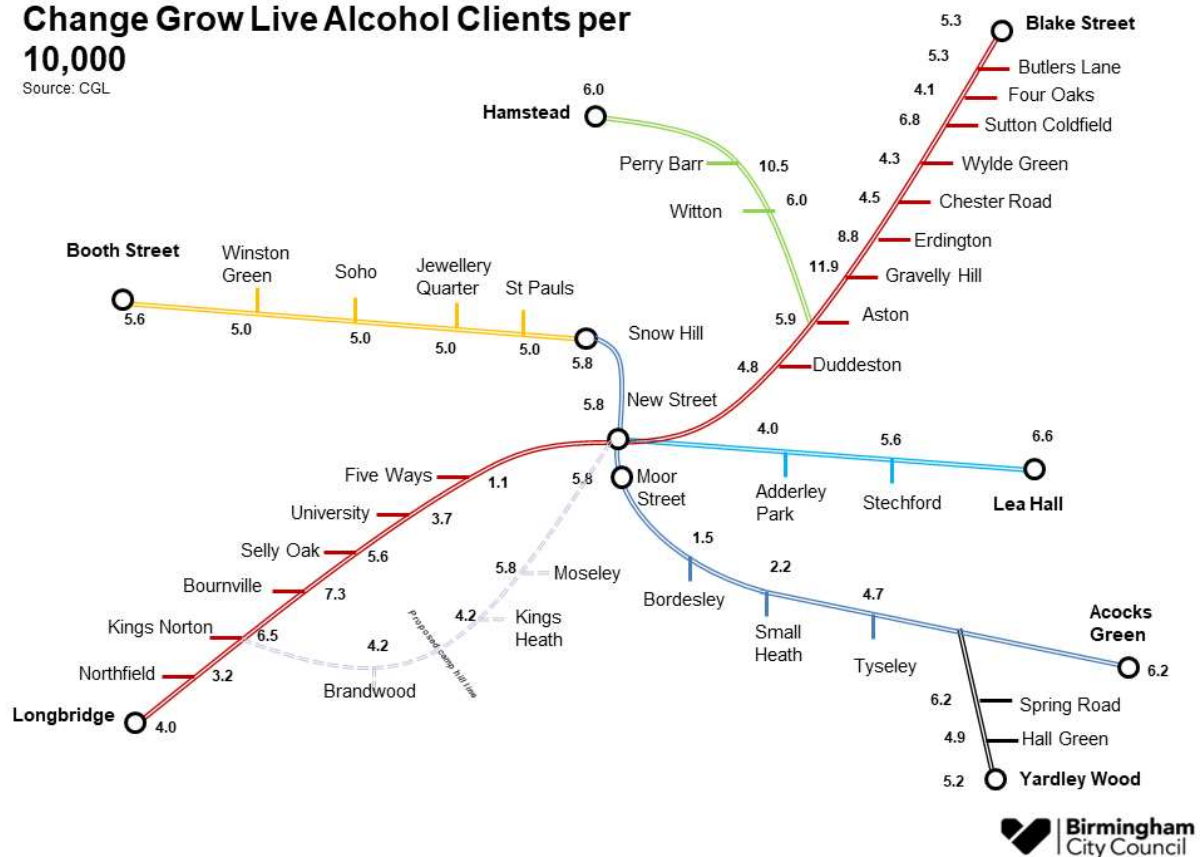 Change Grow Live Alcohol Clients per
10,000
Source: CGL
5.3
Blake Street
5.3
Butlers Lane
4.1
Four Oaks
6.8
Sutton Coldfield
4.3
Wylde Green
4.5
Chester Road
8.8
Erdington
11.9
Gravelly Hill
5.9
Aston
4.8
Duddeston
6.0
Hamstead
Perry Barr
10.5
Witton
6.0
Booth Street
5.6
Winston
Green
5.0
Soho
5.0
Jewellery
Quarter
5.0
St Pauls
5.0
Snow Hill
5.8
5.8
New Street
4.0
Adderley
Park
5.6
Stechford
6.6
Lea Hall
5.8
Moor
Street
1.5
Bordesley
2.2
Small
Heath
4.7
Tyseley
Acocks
Green
6.2
6.2
Spring Road
4.9
Hall Green
5.2
Yardley Wood
Five Ways
1.1
University
3.7
Selly Oak
5.6
Bournville
7.3
Kings Norton
6.5
Northfield
3.2
Longbridge
4.0
5.8
Moseley
4.2
Kings
Heath
4.2
Brandwood
Proposed camp hill line
Birmingham
City Council